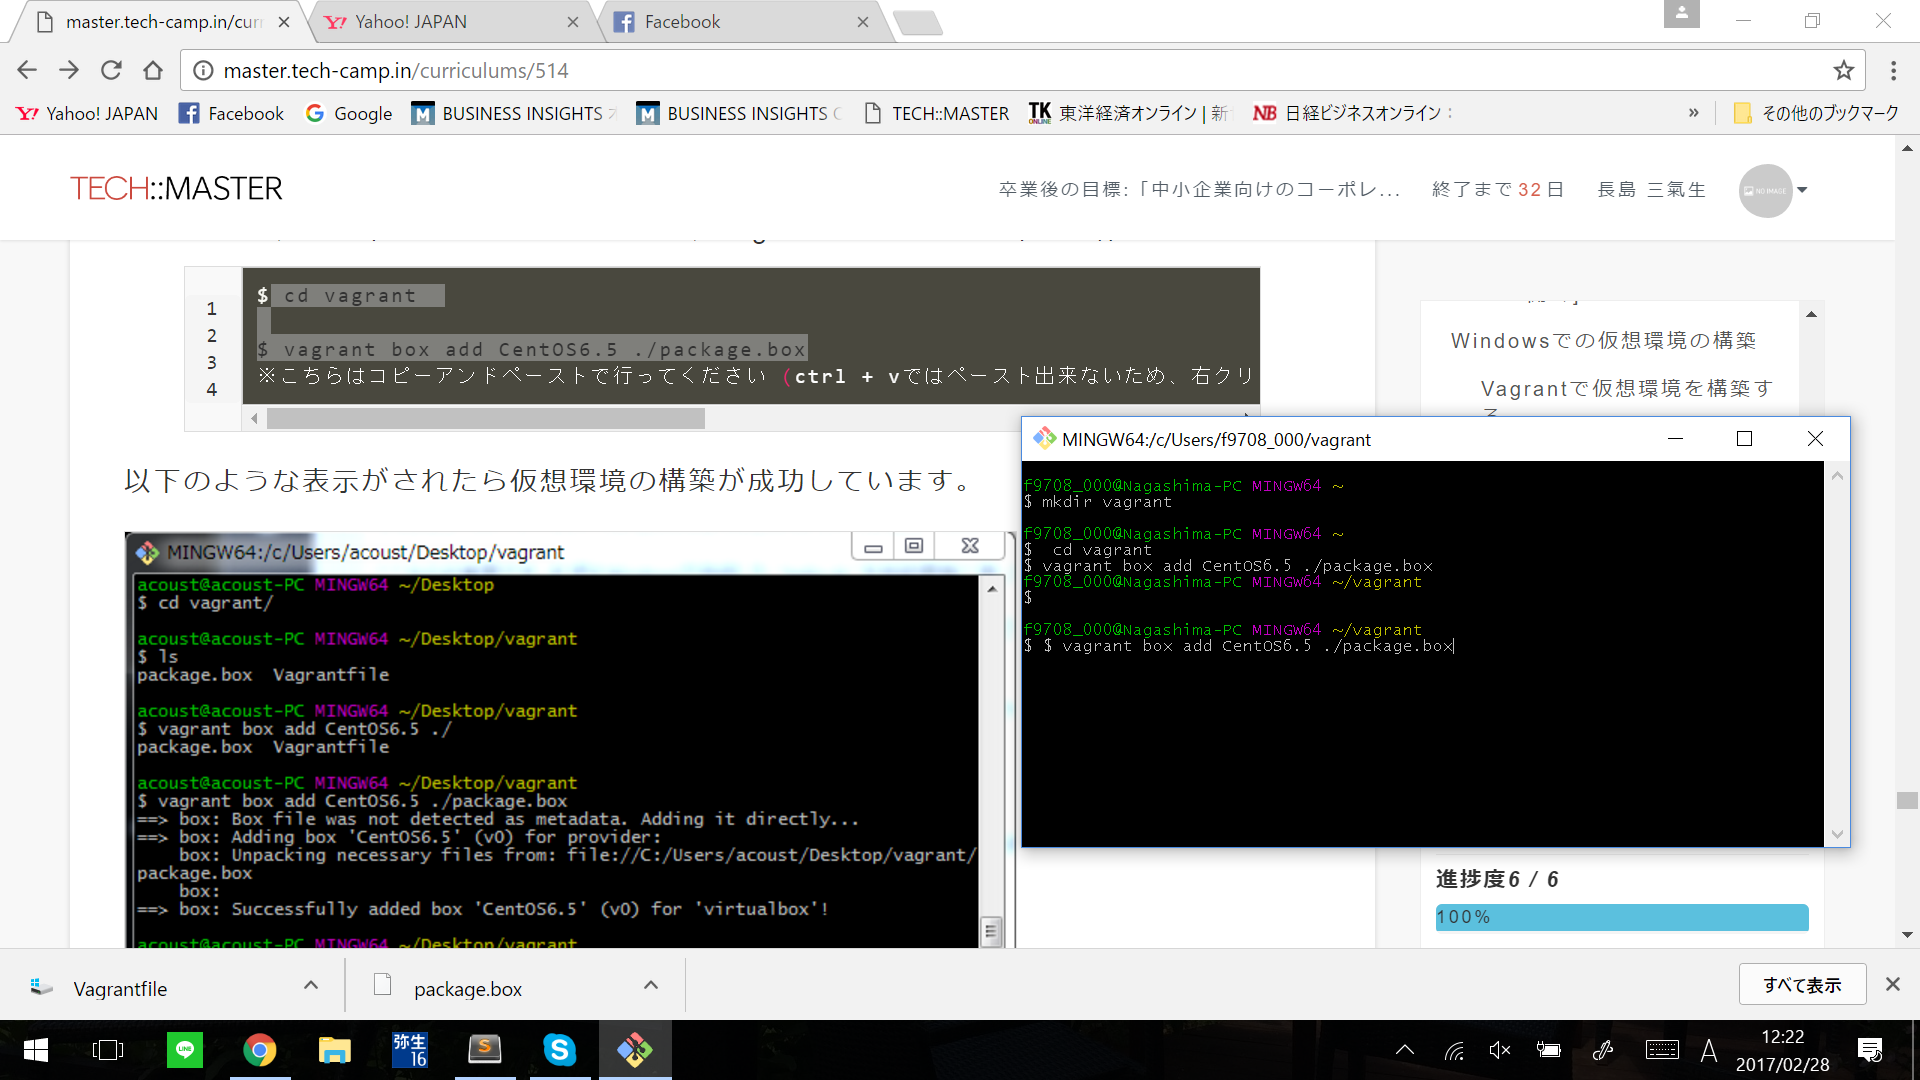 master.tech-camp.in/curr
Yahoo! JAPAN
Facebook
master.tech-camp.in/curriculums/514
Yahoo! JAPAN
Facebook
Google
BUSINESS INSIGHTS
BUSINESS INSIGHTS
TECH::MASTER
TK ONLINE 東洋経済オンライン | 新
NB 日経ビジネスオンライン :
»
その他のブックマーク
TECH::MASTER
卒業後の目標:「中小企業向けのコーポレ...
終了まで 32 日
長島 三氣生
NO IMAGE
1
2
3
4
$ cd vagrant
$ vagrant box add CentOS6.5 ./package.box
※こちらはコピーアンドペーストで行ってください (ctrl + vではペースト出来ないため、右クリ
Windowsでの仮想環境の構築
Vagrantで仮想環境を構築す
以下のような表示がされたら仮想環境の構築が成功しています。
MINGW64:/c/Users/acoust/Desktop/vagrant
acoust@acoust-PC MINGW64 ~/Desktop
$ cd vagrant/
acoust@acoust-PC MINGW64 ~/Desktop/vagrant
$ ls
package.box  Vagrantfile
acoust@acoust-PC MINGW64 ~/Desktop/vagrant
$ vagrant box add CentOS6.5 ./
package.box  Vagrantfile
acoust@acoust-PC MINGW64 ~/Desktop/vagrant
$ vagrant box add CentOS6.5 ./package.box
==> box: Box file was not detected as metadata. Adding it directly...
==> box: Adding box 'CentOS6.5' (v0) for provider:
box: Unpacking necessary files from: file://C:/Users/acoust/Desktop/vagrant/
package.box
box:
==> box: Successfully added box 'CentOS6.5' (v0) for 'virtualbox'!
acoust@acoust-PC MINGW64 ~/Desktop/vagrant
MINGW64:/c/Users/f9708_000/vagrant
f9708_000@Nagashima-PC MINGW64 ~
$ mkdir vagrant
f9708_000@Nagashima-PC MINGW64 ~
$  cd vagrant
$ vagrant box add CentOS6.5 ./package.box
f9708_000@Nagashima-PC MINGW64 ~/vagrant
$
f9708_000@Nagashima-PC MINGW64 ~/vagrant
$ $ vagrant box add CentOS6.5 ./package.box
進捗度6 / 6
100%
Vagrantfile
package.box
すべて表示
LINE
弥生 16
A
12:22
2017/02/28